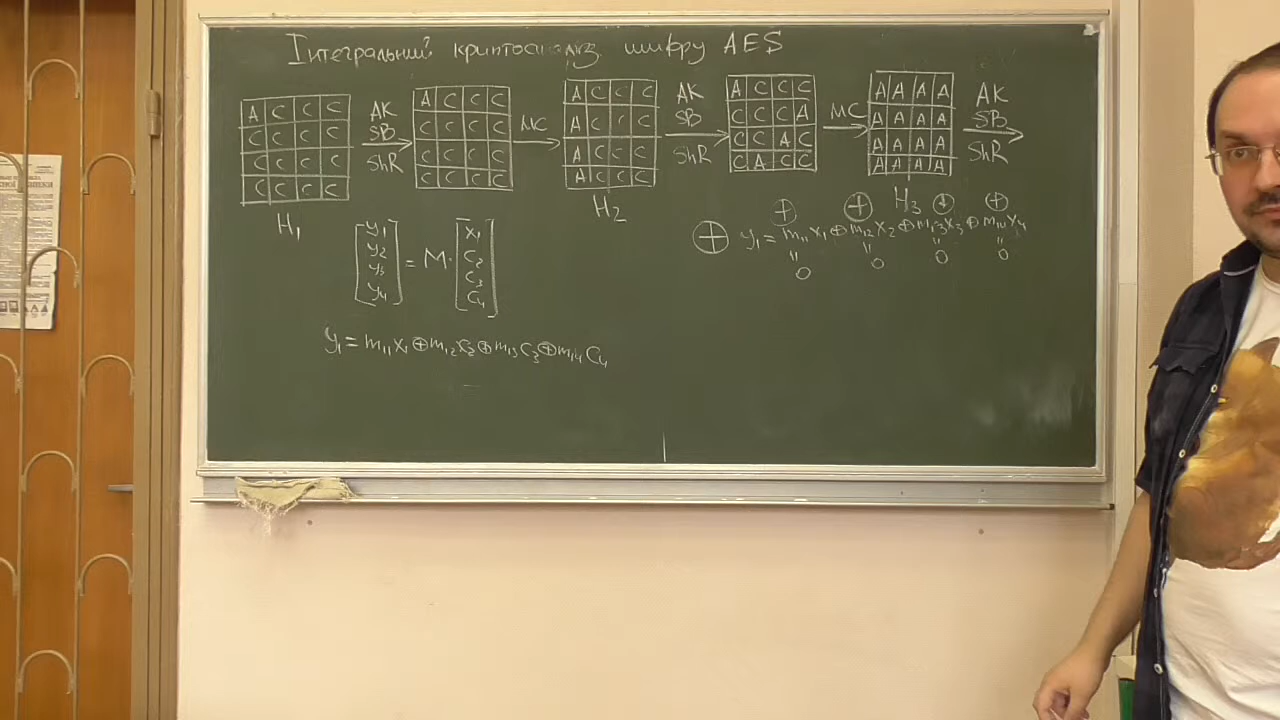 Інтегральний криптоаналіз шифру AES
A C C C
C C C C
C C C C
C C C C
H₁
AK
SB
ShR
A C C C
C C C C
C C C C
C C C C
MC
A C C C
A C C C
A C C C
A C C C
H₂
AK
SB
ShR
A C C C
C C C A
C C A C
C A C C
MC
A A A A
A A A A
A A A A
A A A A
H₃
AK
SB
ShR
[y₁ y₂ y₃ y₄] = M · [x₁ C₂ C₃ C₄]
⊕ ⊕ ⊕ ⊕
⊕ y₁ = m₁₁x₁ ⊕ m₁₂x₂ ⊕ m₁₃x₃ ⊕ m₁₄x₄
" " " "
0 0 0 0
y₁ = m₁₁x₁ ⊕ m₁₂ ⊕ m₁₃C₃ ⊕ m₁₄C₄